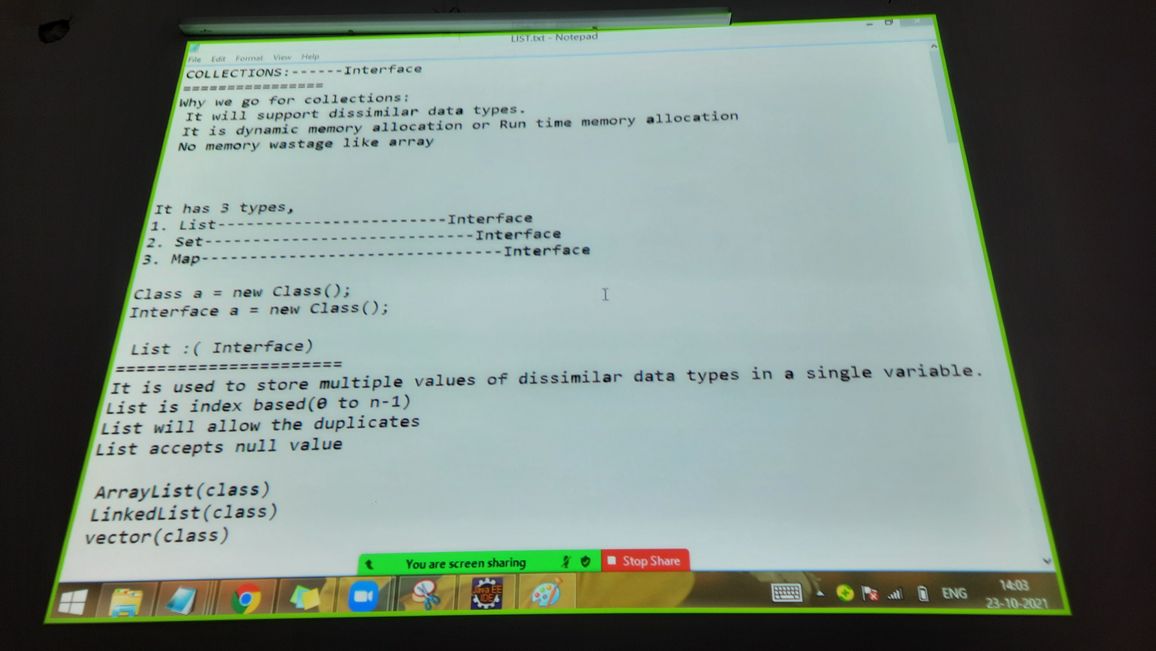 LIST.txt - Notepad
File Edit Format View Help
COLLECTIONS:------Interface
================
Why we go for collections:
It will support dissimilar data types.
It is dynamic memory allocation or Run time memory allocation
No memory wastage like array
It has 3 types,
1. List-------------------------Interface
2. Set-----------------------------Interface
3. Map--------------------------------Interface
Class a = new Class();
Interface a = new Class();
List :( Interface)
=======================
It is used to store multiple values of dissimilar data types in a single variable.
List is index based(0 to n-1)
List will allow the duplicates
List accepts null value
ArrayList(class)
LinkedList(class)
vector(class)
You are screen sharing Stop Share
Java EE IDE
ENG
14:03
23-10-2021